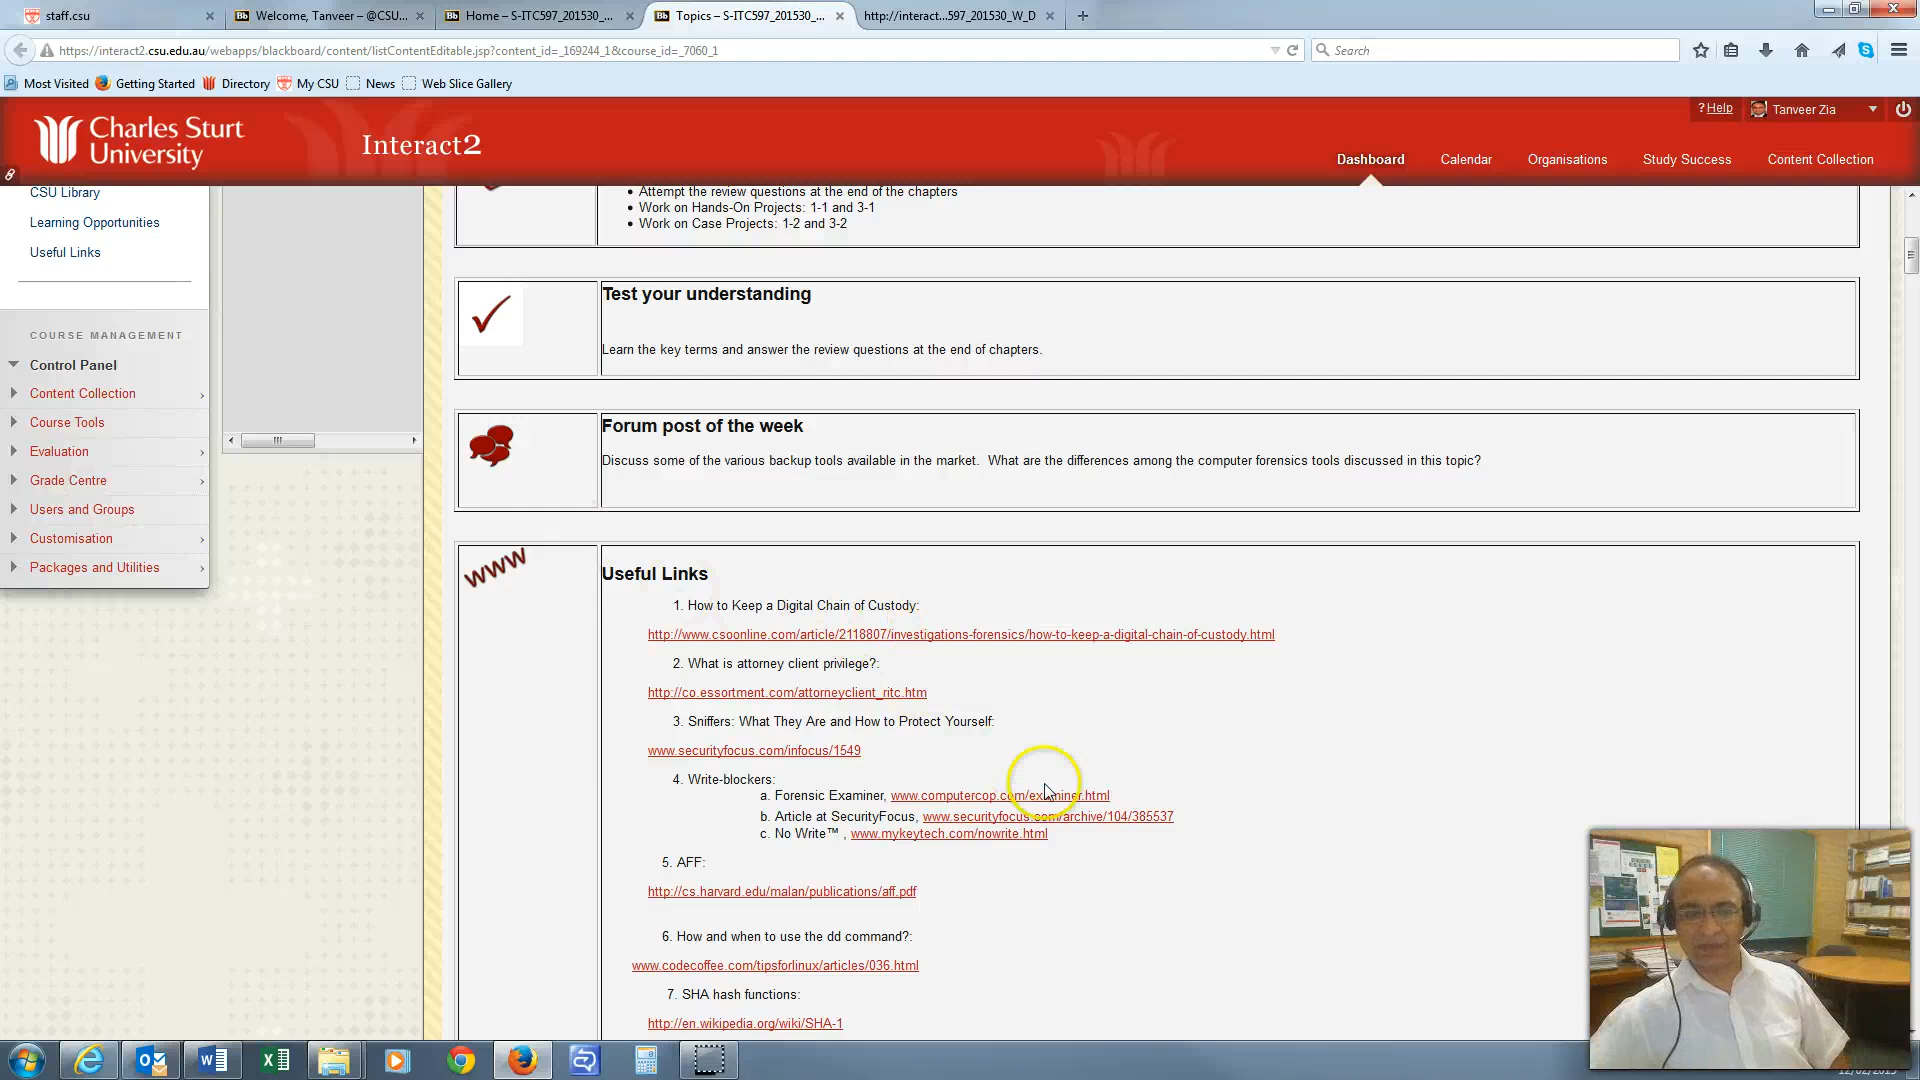 staff.csu
Welcome, Tanveer – @CSU...
Home – S-ITC597_201530_...
Topics – S-ITC597_201530_...
http://interact...597_201530_W_D
https://interact2.csu.edu.au/webapps/blackboard/content/listContentEditable.jsp?content_id=_169244_1&course_id=_7060_1
Search
Most Visited
Getting Started
Directory
My CSU
News
Web Slice Gallery
? Help
Tanveer Zia
Charles Sturt
University
Interact2
Dashboard
Calendar
Organisations
Study Success
Content Collection
CSU Library
Learning Opportunities
Useful Links
COURSE MANAGEMENT
Control Panel
Content Collection
Course Tools
Evaluation
Grade Centre
Users and Groups
Customisation
Packages and Utilities
• Attempt the review questions at the end of the chapters
• Work on Hands-On Projects: 1-1 and 3-1
• Work on Case Projects: 1-2 and 3-2
Test your understanding
Learn the key terms and answer the review questions at the end of chapters.
Forum post of the week
Discuss some of the various backup tools available in the market. What are the differences among the computer forensics tools discussed in this topic?
WWW
Useful Links
1. How to Keep a Digital Chain of Custody:
http://www.csoonline.com/article/2118807/investigations-forensics/how-to-keep-a-digital-chain-of-custody.html
2. What is attorney client privilege?:
http://co.essortment.com/attorneyclient_ritc.htm
3. Sniffers: What They Are and How to Protect Yourself:
www.securityfocus.com/infocus/1549
4. Write-blockers:
a. Forensic Examiner, www.computercop.com/examiner.html
b. Article at SecurityFocus, www.securityfocus.com/archive/104/385537
c. No Write™ , www.mykeytech.com/nowrite.html
5. AFF:
http://cs.harvard.edu/malan/publications/aff.pdf
6. How and when to use the dd command?:
www.codecoffee.com/tipsforlinux/articles/036.html
7. SHA hash functions:
http://en.wikipedia.org/wiki/SHA-1